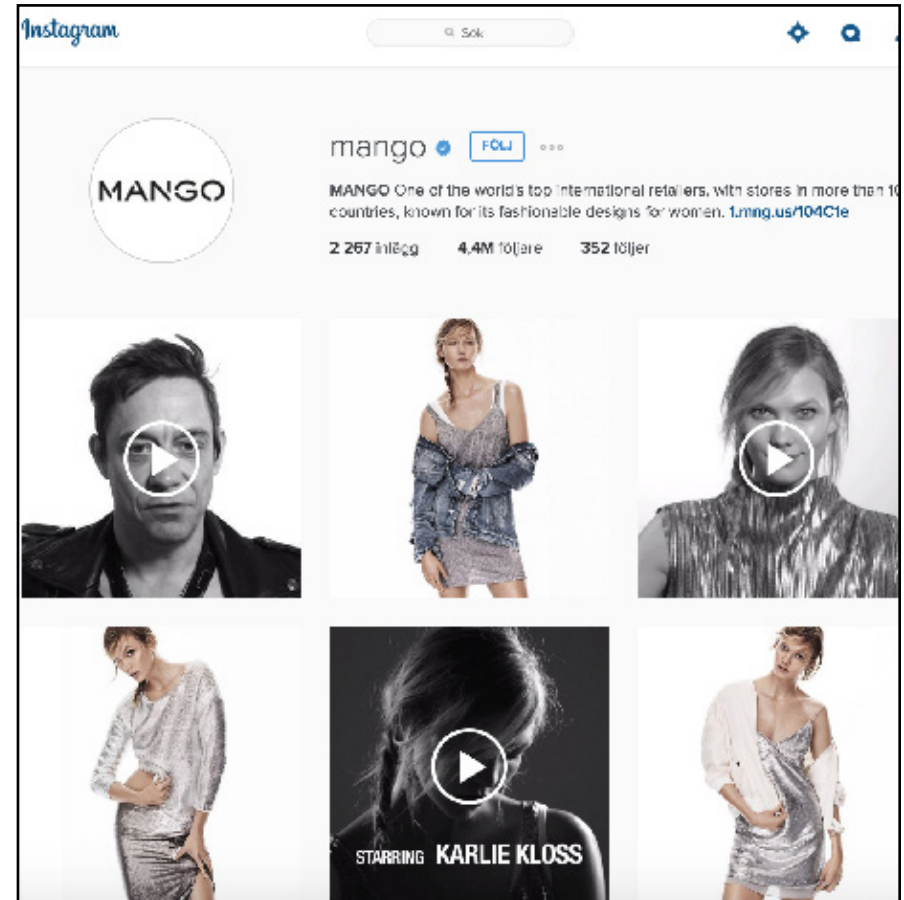 Instagram
Sök
MANGO
mango
FÖLJ
MANGO One of the world's top international retailers, with stores in more than 10
countries, known for its fashionable designs for women. 1.mng.us/104C1e
2 267 inlägg 4,4M följare 352 följer
STARRING KARLIE KLOSS